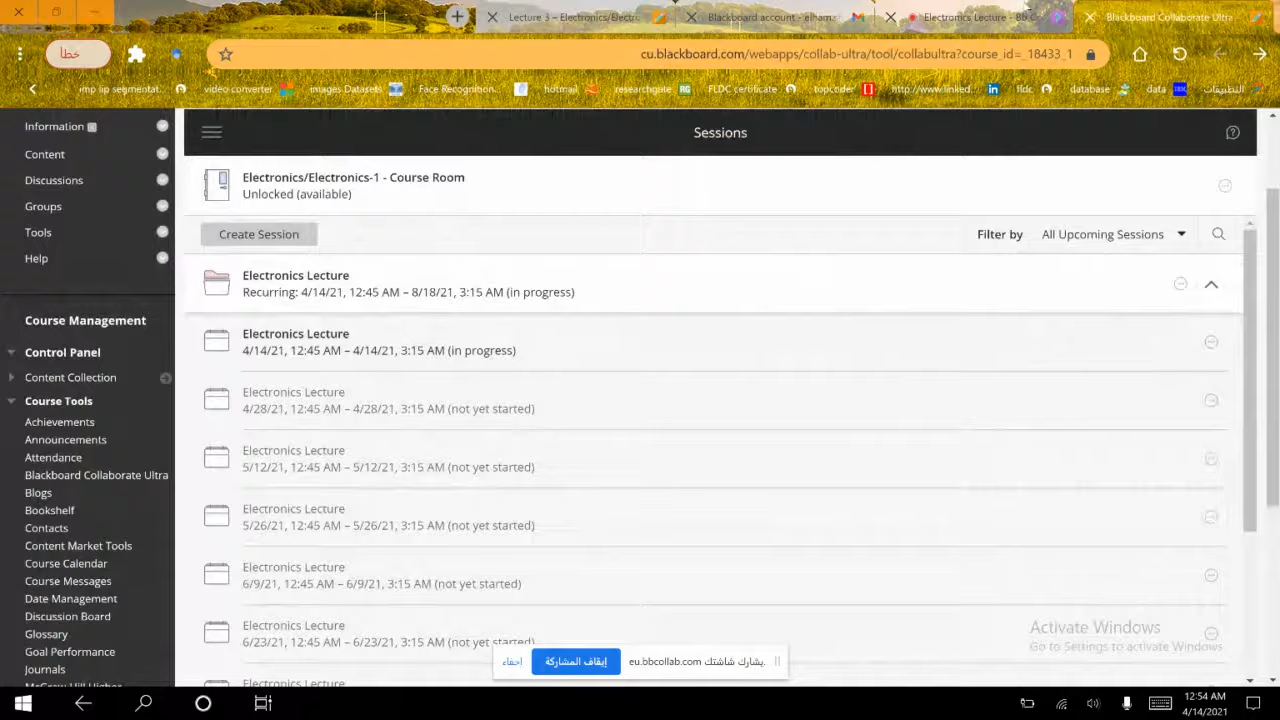 Lecture 3 – Electronics/Electro
Blackboard account - elham.s
Electronics Lecture - Bb C
Blackboard Collaborate Ultra
خطأ
cu.blackboard.com/webapps/collab-ultra/tool/collabultra?course_id=_18433_1
imp lip segmentat...
video converter
images Datasets
Face Recognition...
hotmail
researchgate
FLDC certificate
topcoder
http://www.linked...
fldc
database
data
التطبيقات
Information
Content
Discussions
Groups
Tools
Help
Course Management
Control Panel
Content Collection
Course Tools
Achievements
Announcements
Attendance
Blackboard Collaborate Ultra
Blogs
Bookshelf
Contacts
Content Market Tools
Course Calendar
Course Messages
Date Management
Discussion Board
Glossary
Goal Performance
Journals
Sessions
Electronics/Electronics-1 - Course Room
Unlocked (available)
Create Session
Filter by All Upcoming Sessions
Electronics Lecture
Recurring: 4/14/21, 12:45 AM – 8/18/21, 3:15 AM (in progress)
Electronics Lecture
4/14/21, 12:45 AM – 4/14/21, 3:15 AM (in progress)
Electronics Lecture
4/28/21, 12:45 AM – 4/28/21, 3:15 AM (not yet started)
Electronics Lecture
5/12/21, 12:45 AM – 5/12/21, 3:15 AM (not yet started)
Electronics Lecture
5/26/21, 12:45 AM – 5/26/21, 3:15 AM (not yet started)
Electronics Lecture
6/9/21, 12:45 AM – 6/9/21, 3:15 AM (not yet started)
Electronics Lecture
6/23/21, 12:45 AM – 6/23/21, 3:15 AM (not yet started)
Activate Windows
Go to Settings to activate Windows
يشارك شاشتك eu.bbcollab.com.
إيقاف المشاركة
إخفاء
12:54 AM
4/14/2021